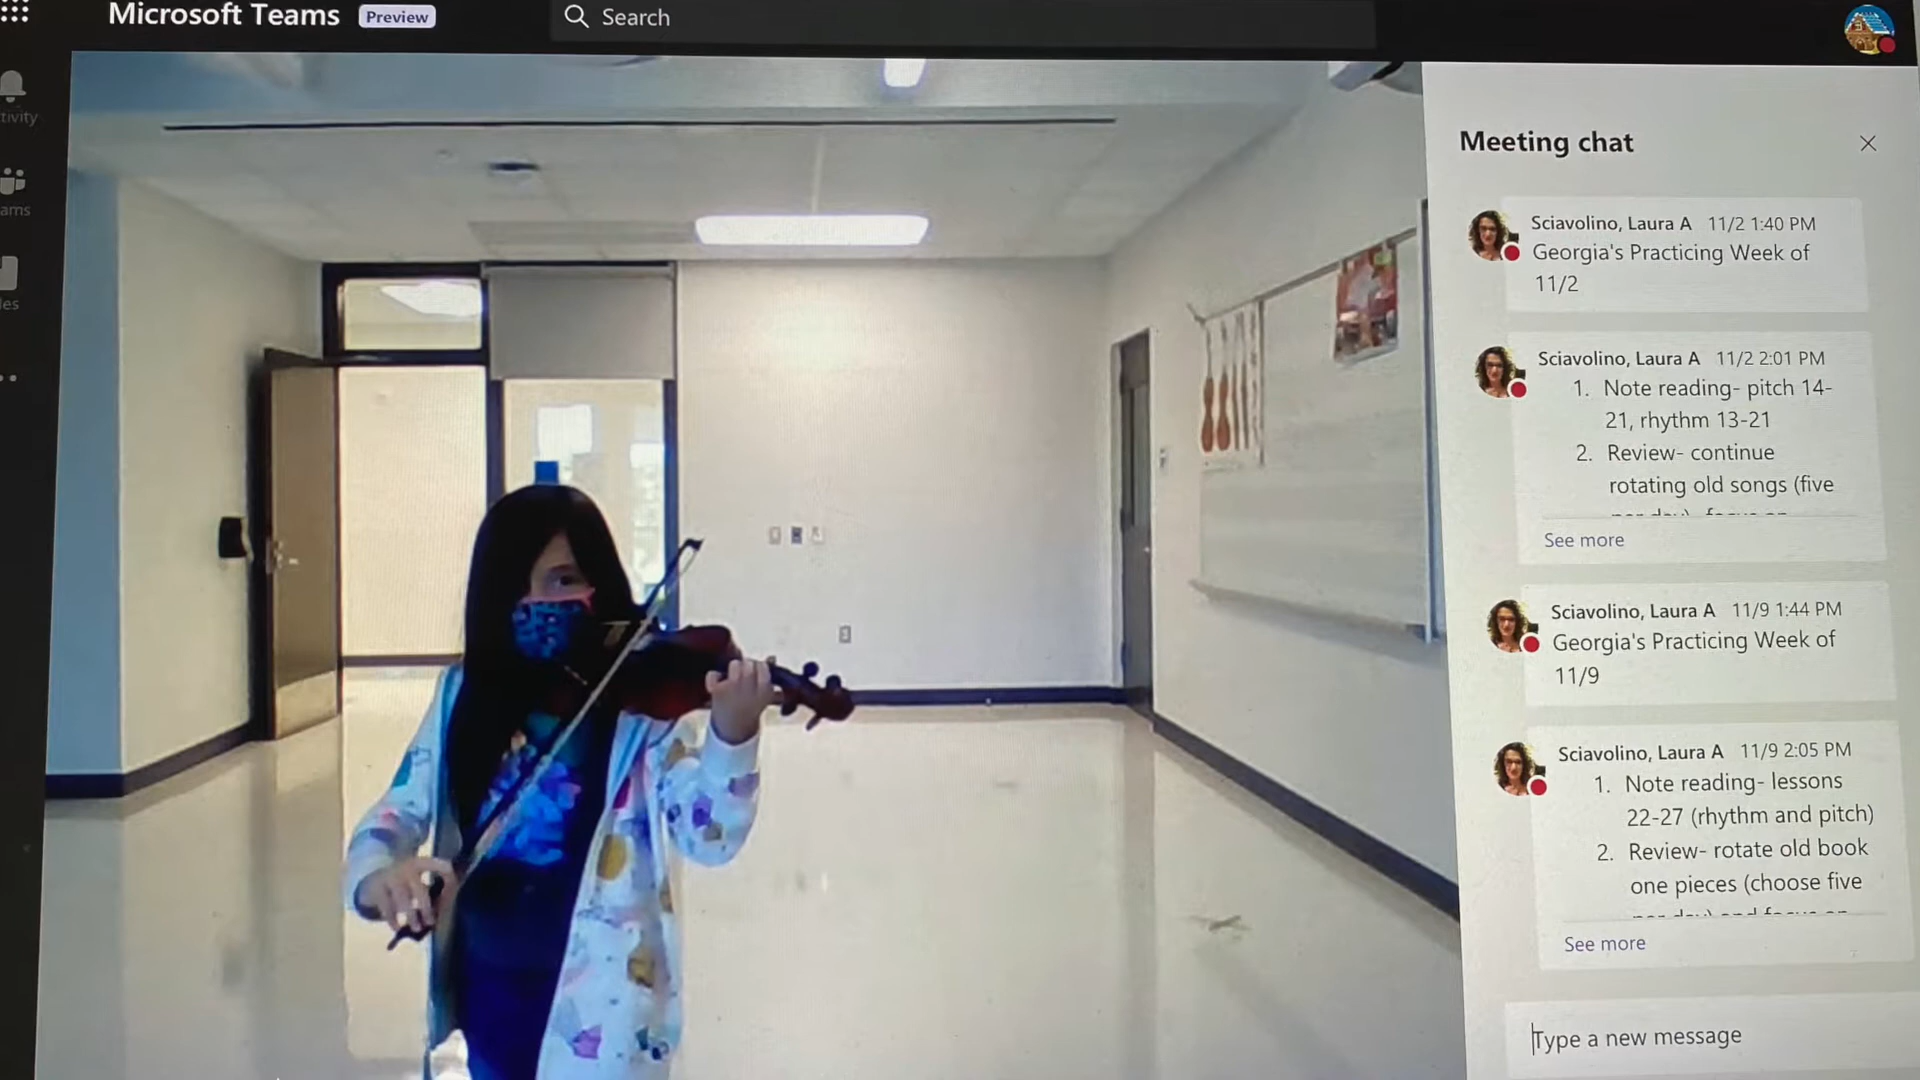 Microsoft Teams Preview
Search
Meeting chat
Sciavolino, Laura A 11/2 1:40 PM
Georgia's Practicing Week of
11/2
Sciavolino, Laura A 11/2 2:01 PM
1. Note reading- pitch 14-
21, rhythm 13-21
2. Review- continue
rotating old songs (five
See more
Sciavolino, Laura A 11/9 1:44 PM
Georgia's Practicing Week of
11/9
Sciavolino, Laura A 11/9 2:05 PM
1. Note reading- lessons
22-27 (rhythm and pitch)
2. Review- rotate old book
one pieces (choose five
See more
Type a new message